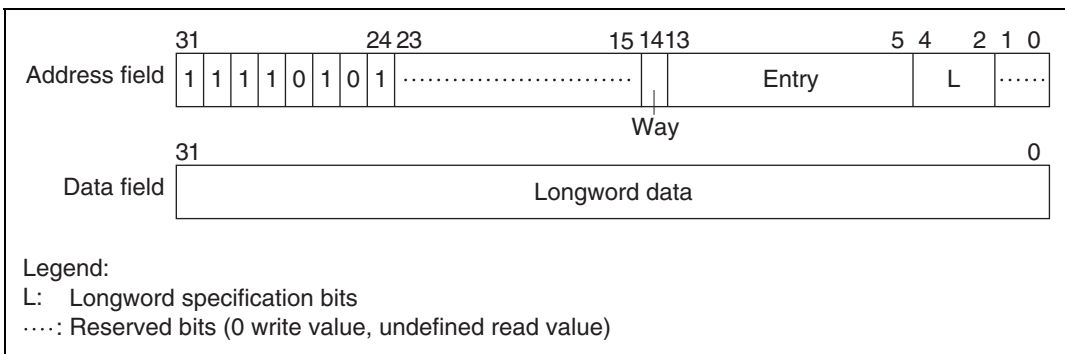 31 24 23 15 14 13 5 4 2 1 0
Address field 1 1 1 1 0 1 0 1 ............................ Entry L ......
Way
31 0
Data field Longword data
Legend:
L: Longword specification bits
....: Reserved bits (0 write value, undefined read value)